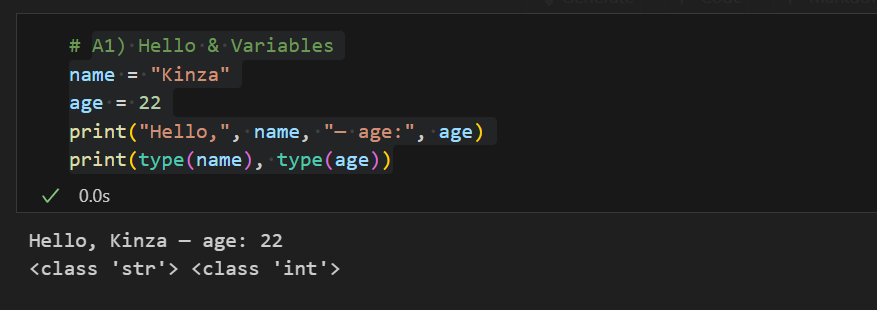 # A1) Hello & Variables
name = "Kinza"
age = 22
print("Hello,", name, "— age:", age)
print(type(name), type(age))
0.0s
Hello, Kinza — age: 22
<class 'str'> <class 'int'>